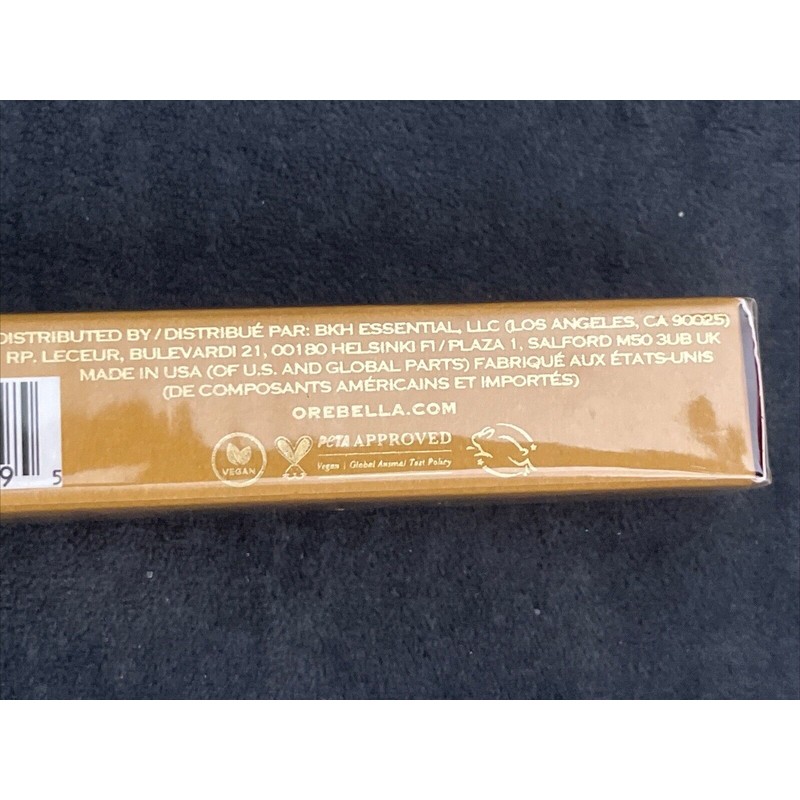 DISTRIBUTED BY / DISTRIBUÉ PAR: BKH ESSENTIAL, LLC (LOS ANGELES, CA 90025)
RP. LECEUR, BULEVARDI 21, 00180 HELSINKI FI / PLAZA 1, SALFORD M50 3UB UK
MADE IN USA (OF U.S. AND GLOBAL PARTS) FABRIQUÉ AUX ÉTATS-UNIS
(DE COMPOSANTS AMÉRICAINS ET IMPORTÉS)
OREBELLA.COM
VEGAN
PETA APPROVED
Vegan | Global Animal Test Policy
9 5